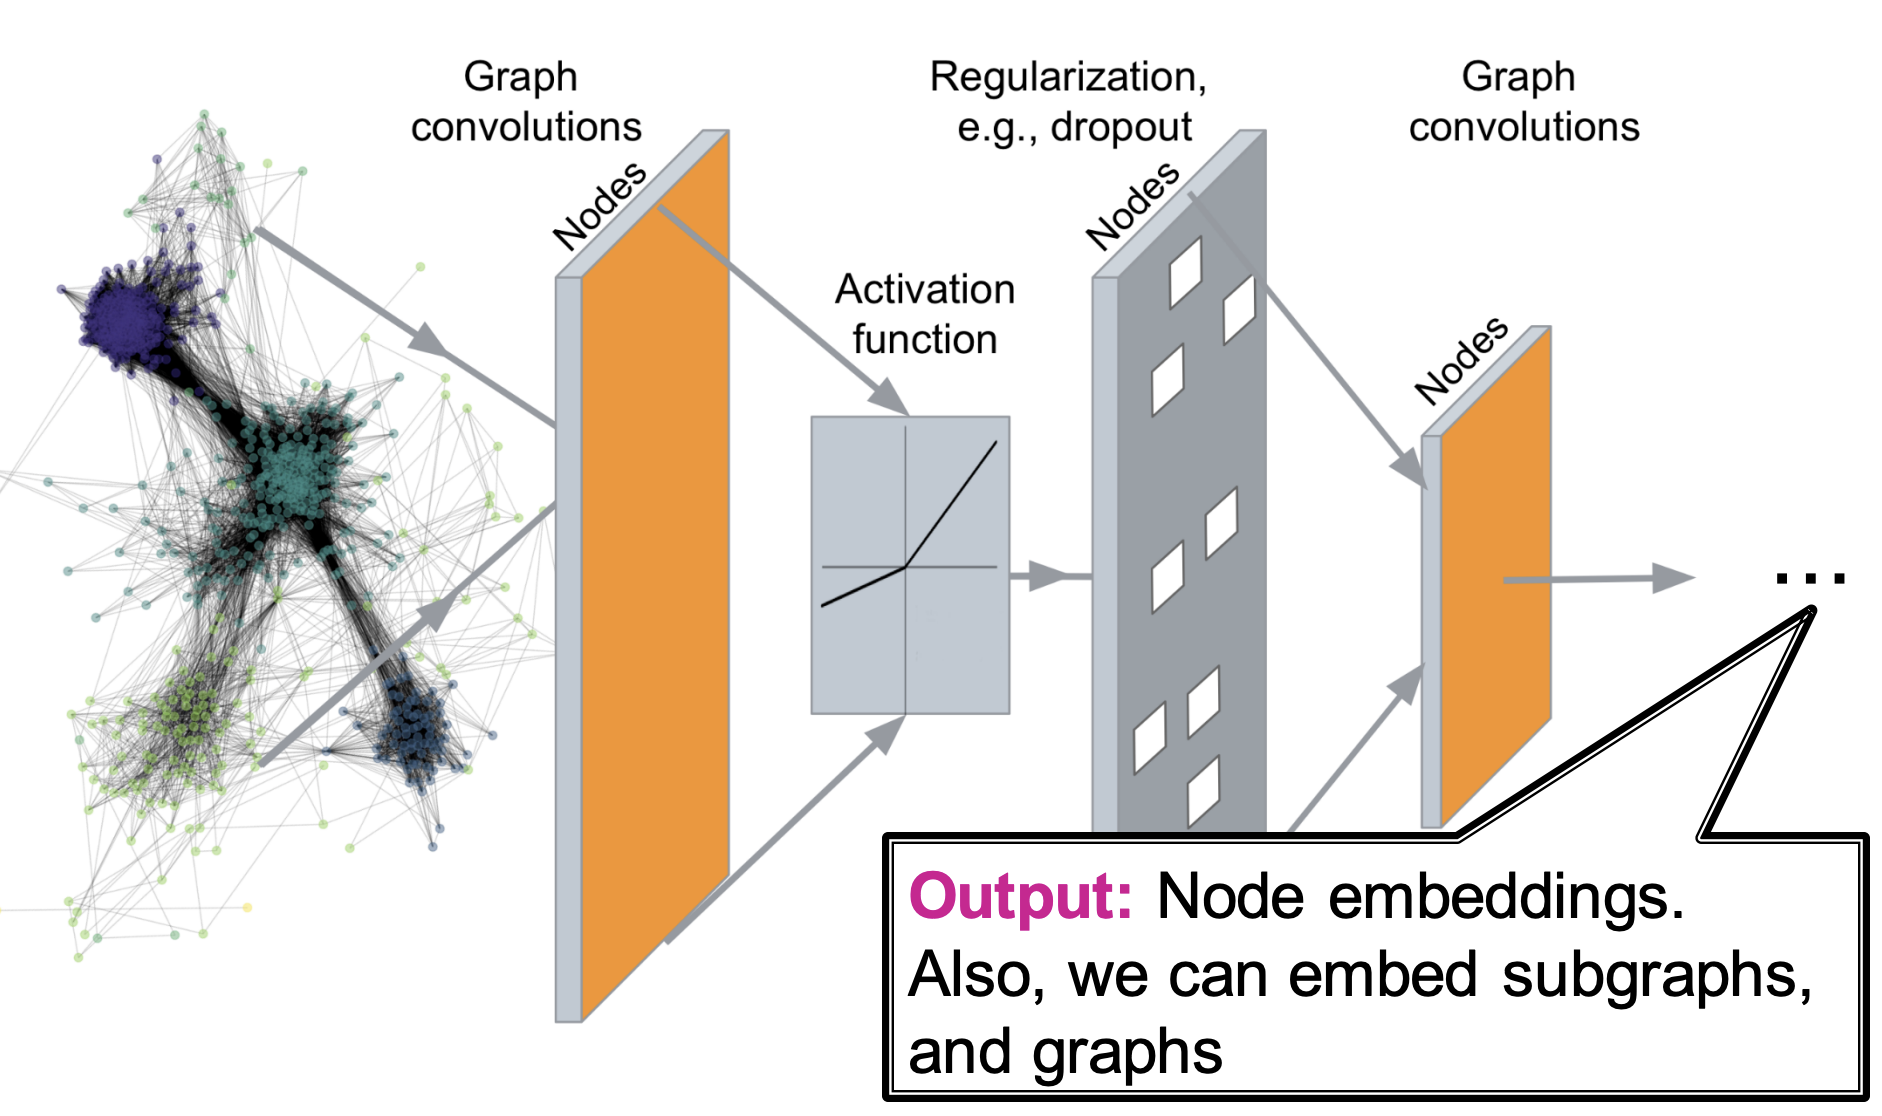 Graph
convolutions
Nodes
Activation
function
Regularization,
e.g., dropout
Nodes
Graph
convolutions
Nodes
...
Output: Node embeddings.
Also, we can embed subgraphs,
and graphs